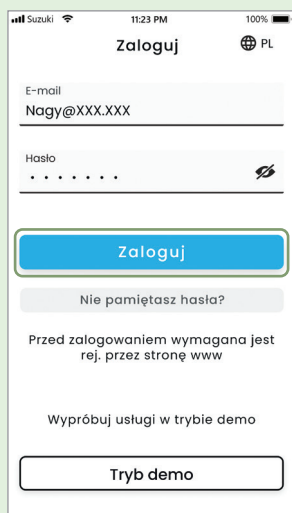 Suzuki 11:23 PM 100%
Zaloguj PL
E-mail
Nagy@XXX.XXX
Hasło
.......
Zaloguj
Nie pamiętasz hasła?
Przed zalogowaniem wymagana jest
rej. przez stronę www
Wypróbuj usługi w trybie demo
Tryb demo